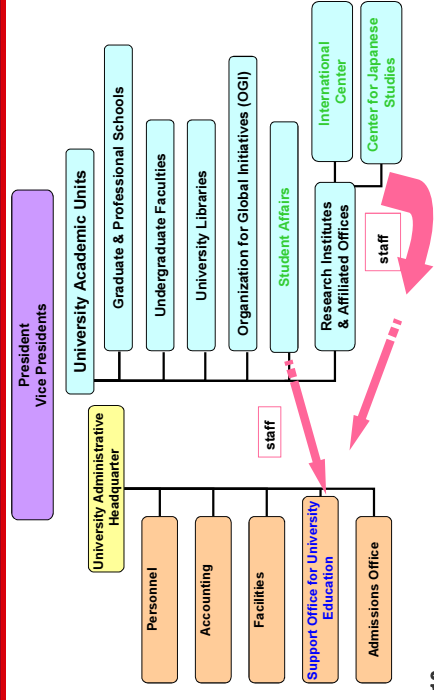 President
Vice Presidents
University Administrative
Headquarter
Personnel
Accounting
Facilities
Support Office for University
Education
Admissions Office
staff
University Academic Units
Graduate & Professional Schools
Undergraduate Faculties
University Libraries
Organization for Global Initiatives (OGI)
Student Affairs
Research Institutes
& Affiliated Offices
International
Center
Center for Japanese
Studies
staff